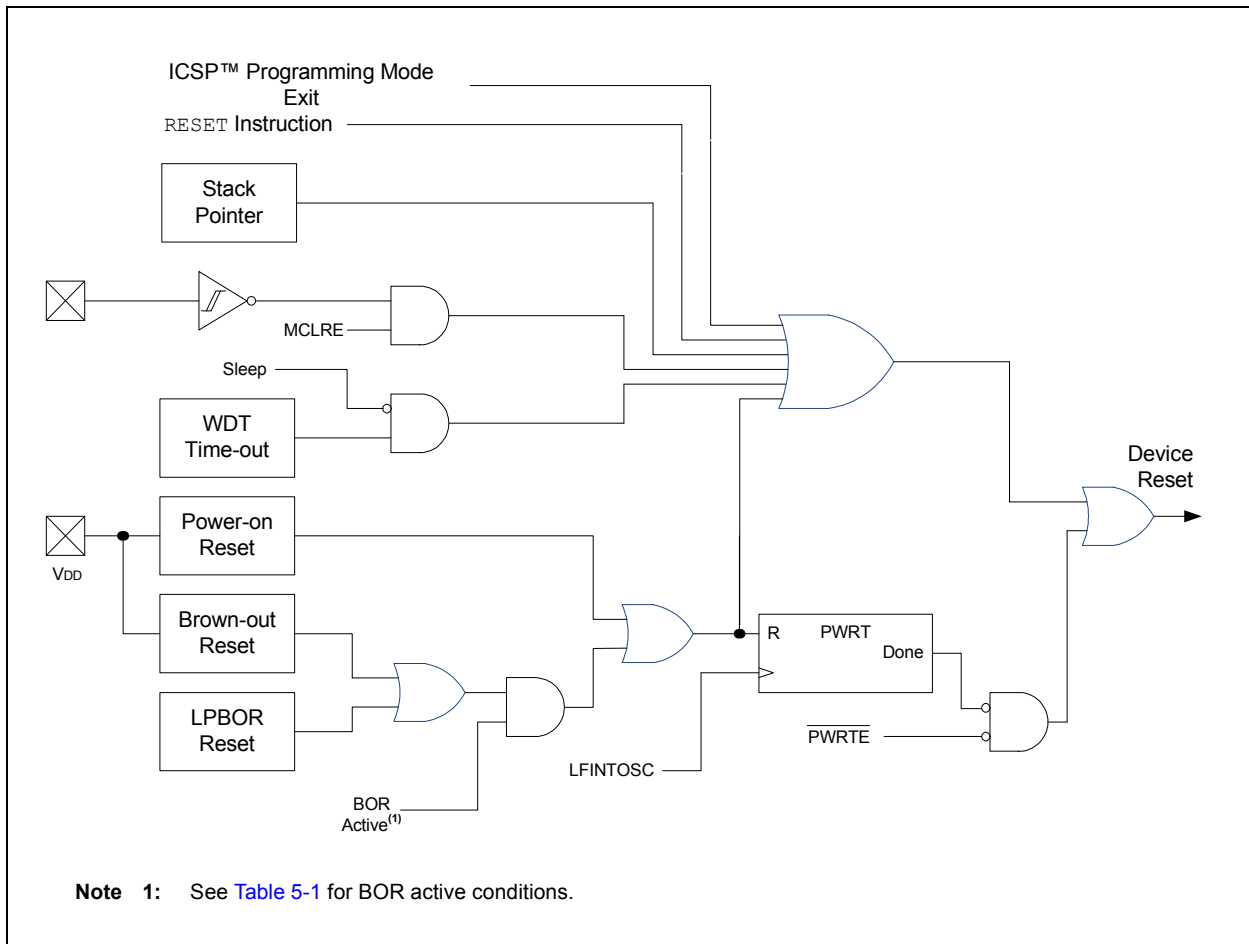 ICSP™ Programming Mode
Exit
RESET Instruction
Stack
Pointer
MCLRE
Sleep
WDT
Time-out
Device
Reset
Power-on
Reset
VDD
Brown-out
Reset
R PWRT
Done
LPBOR
Reset
PWRTE
LFINTOSC
BOR
Active(1)
Note 1: See Table 5-1 for BOR active conditions.